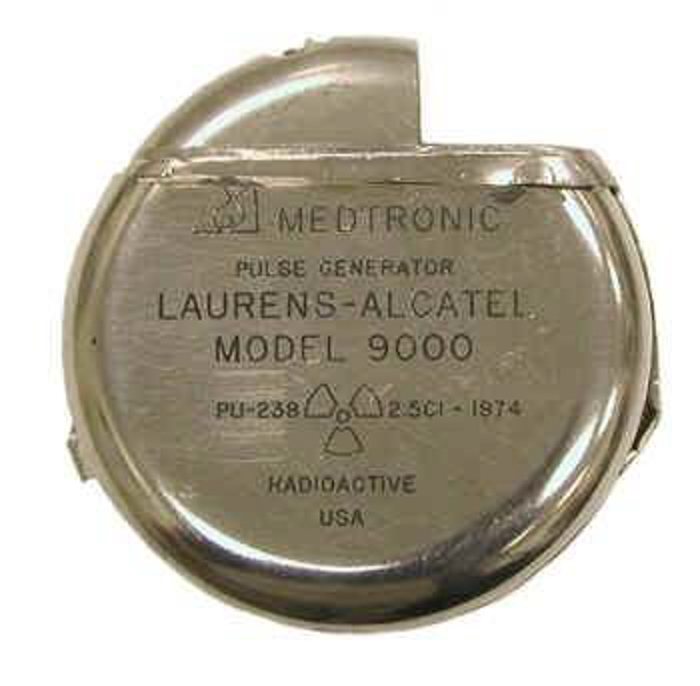 MEDTRONIC
PULSE GENERATOR
LAURENS-ALCATEL
MODEL 9000
PU-238 2.5CI - 1974
RADIOACTIVE
USA